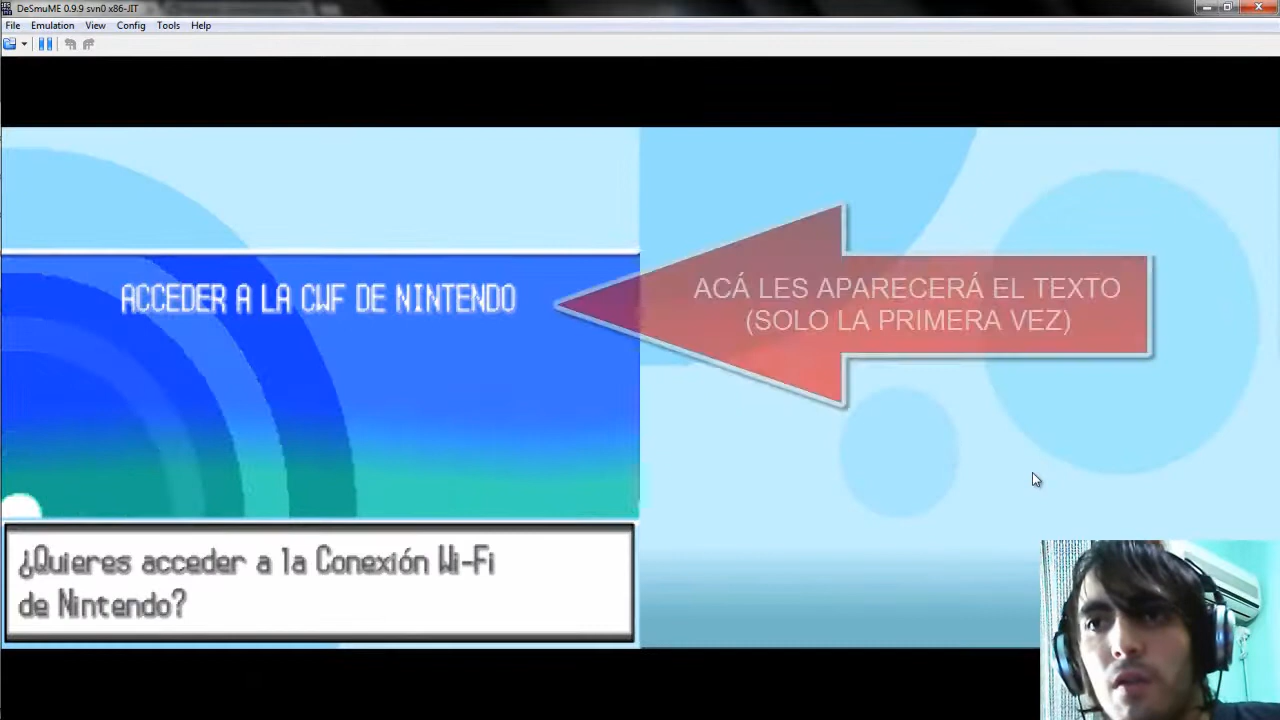 DeSmuME 0.9.9 svn0 x86-JIT
File Emulation View Config Tools Help
ACCEDER A LA CWF DE NINTENDO
ACÁ LES APARECERÁ EL TEXTO
(SOLO LA PRIMERA VEZ)
¿Quieres acceder a la Conexión Wi-Fi
de Nintendo?